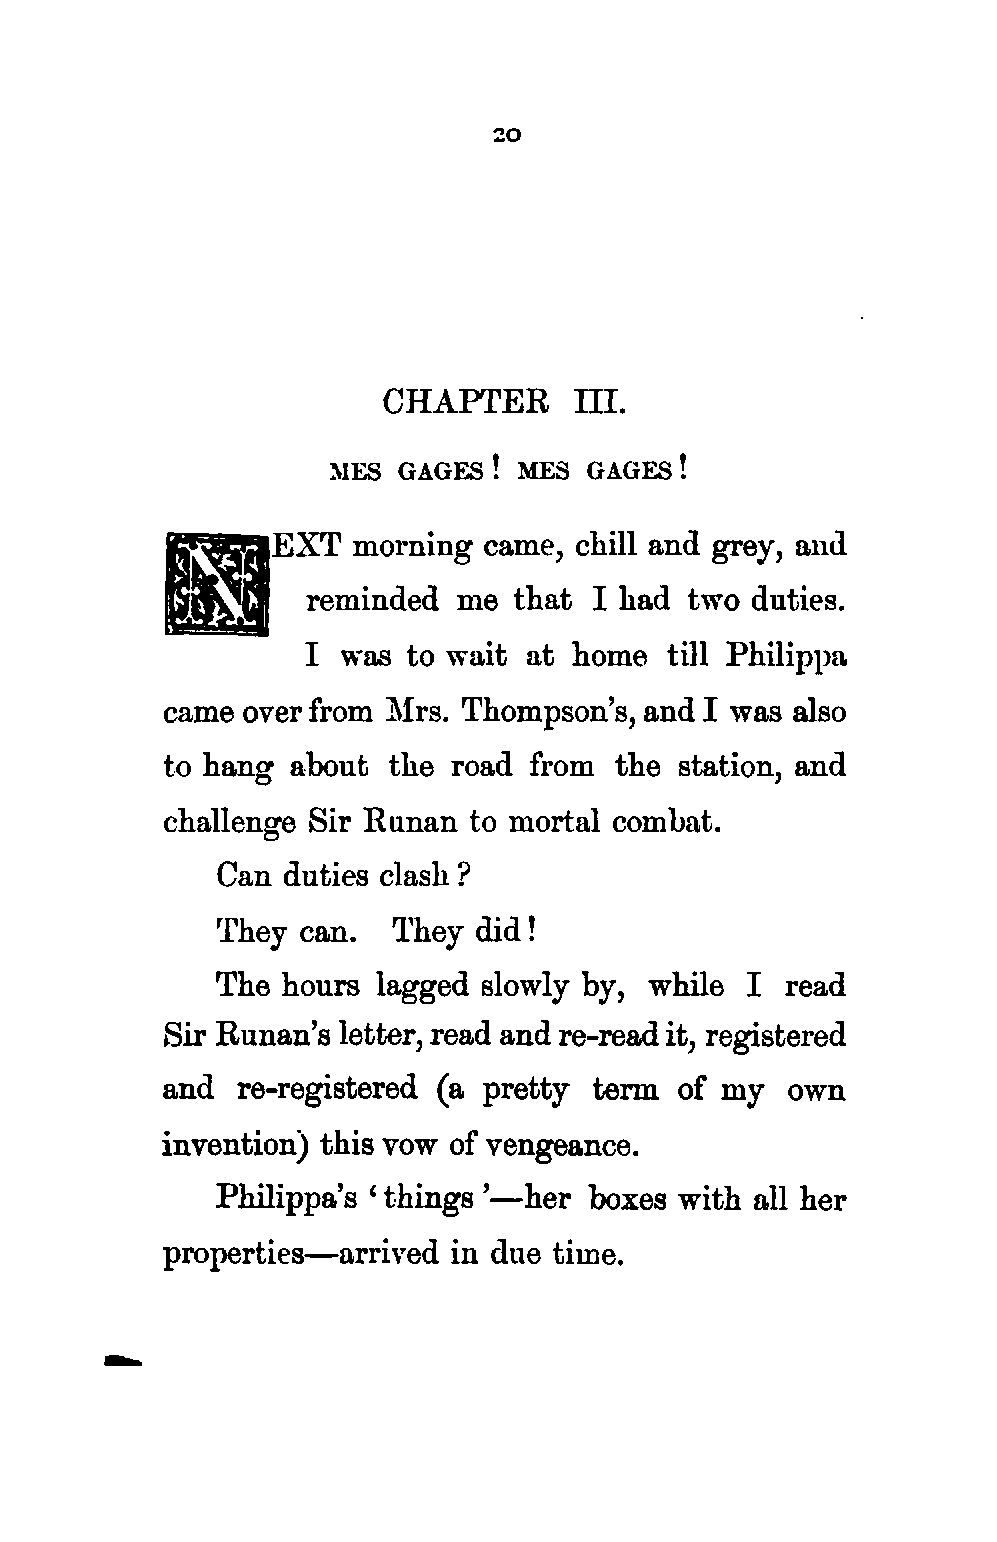 20
CHAPTER III.
MES GAGES! MES GAGES!
NEXT morning came, chill and grey, and
reminded me that I had two duties.
I was to wait at home till Philippa
came over from Mrs. Thompson's, and I was also
to hang about the road from the station, and
challenge Sir Runan to mortal combat.
Can duties clash?
They can. They did!
The hours lagged slowly by, while I read
Sir Runan's letter, read and re-read it, registered
and re-registered (a pretty term of my own
invention) this vow of vengeance.
Philippa's ‘things’—her boxes with all her
properties—arrived in due time.